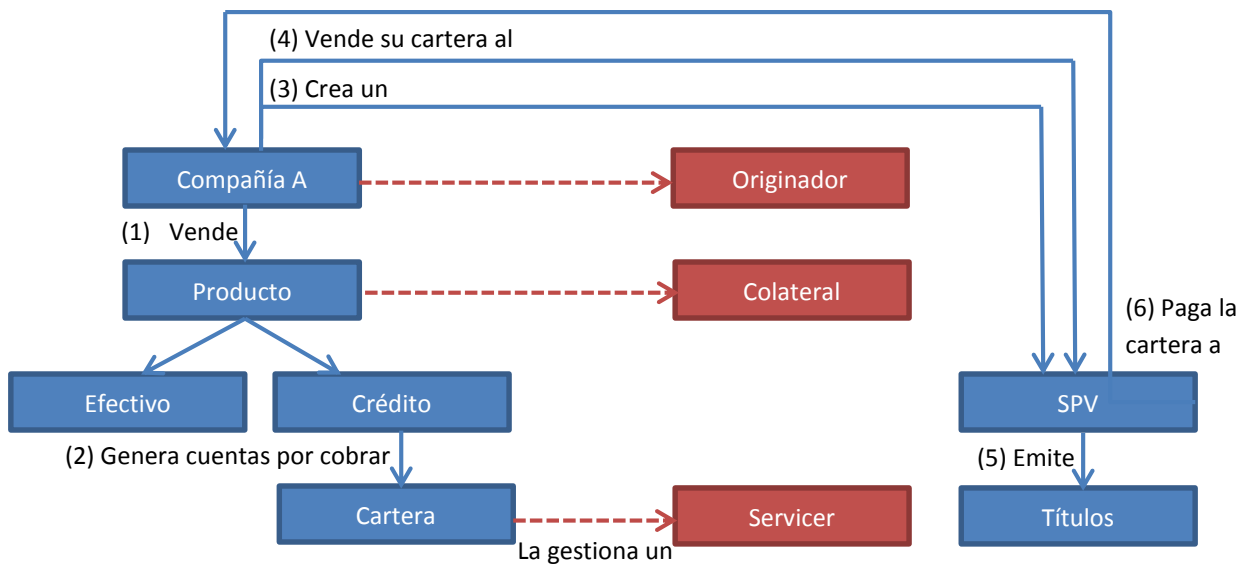 (4) Vende su cartera al
(3) Crea un
Compañía A
Originador
(1) Vende
Producto
Colateral
(6) Paga la
cartera a
Efectivo
Crédito
SPV
(2) Genera cuentas por cobrar
(5) Emite
Cartera
Servicer
Títulos
La gestiona un